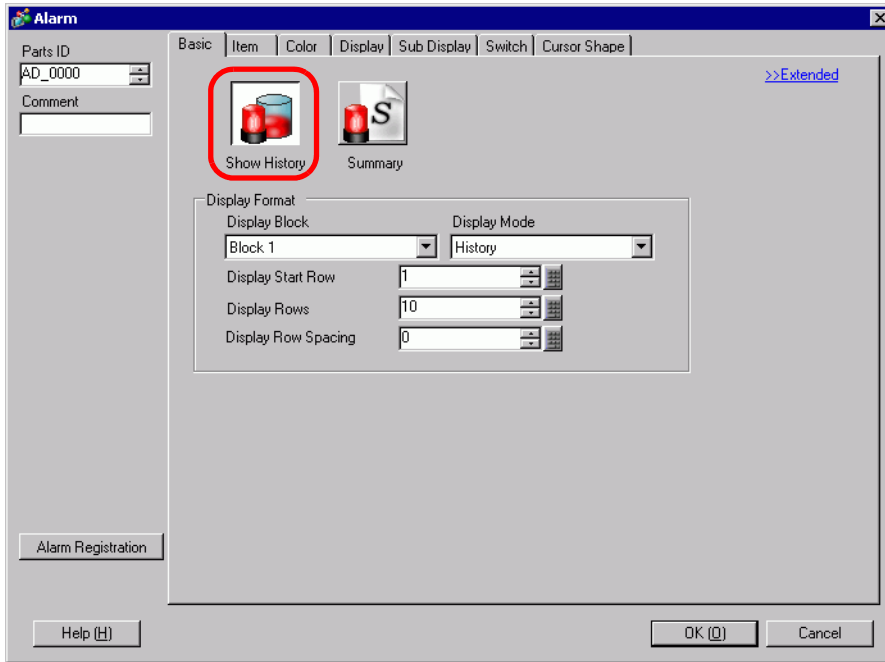 Alarm
Parts ID
AD_0000
Comment
Basic Item Color Display Sub Display Switch Cursor Shape
>>Extended
Show History Summary
Display Format
Display Block Display Mode
Block 1 History
Display Start Row 1
Display Rows 10
Display Row Spacing 0
Alarm Registration
Help (H) OK (O) Cancel